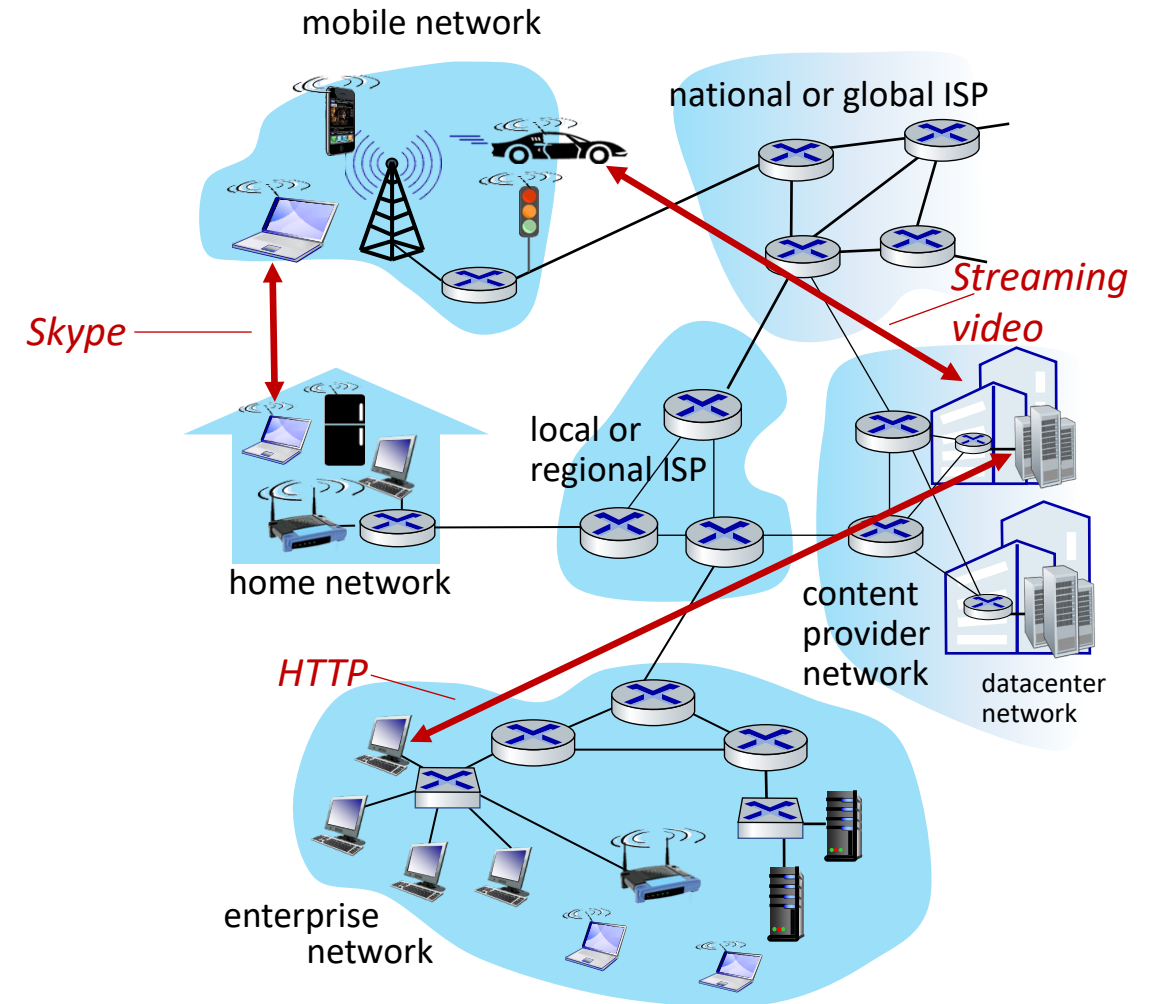 mobile network
national or global ISP
Streaming
video
Skype
local or
regional ISP
home network
content
provider
network
datacenter
network
HTTP
enterprise
network